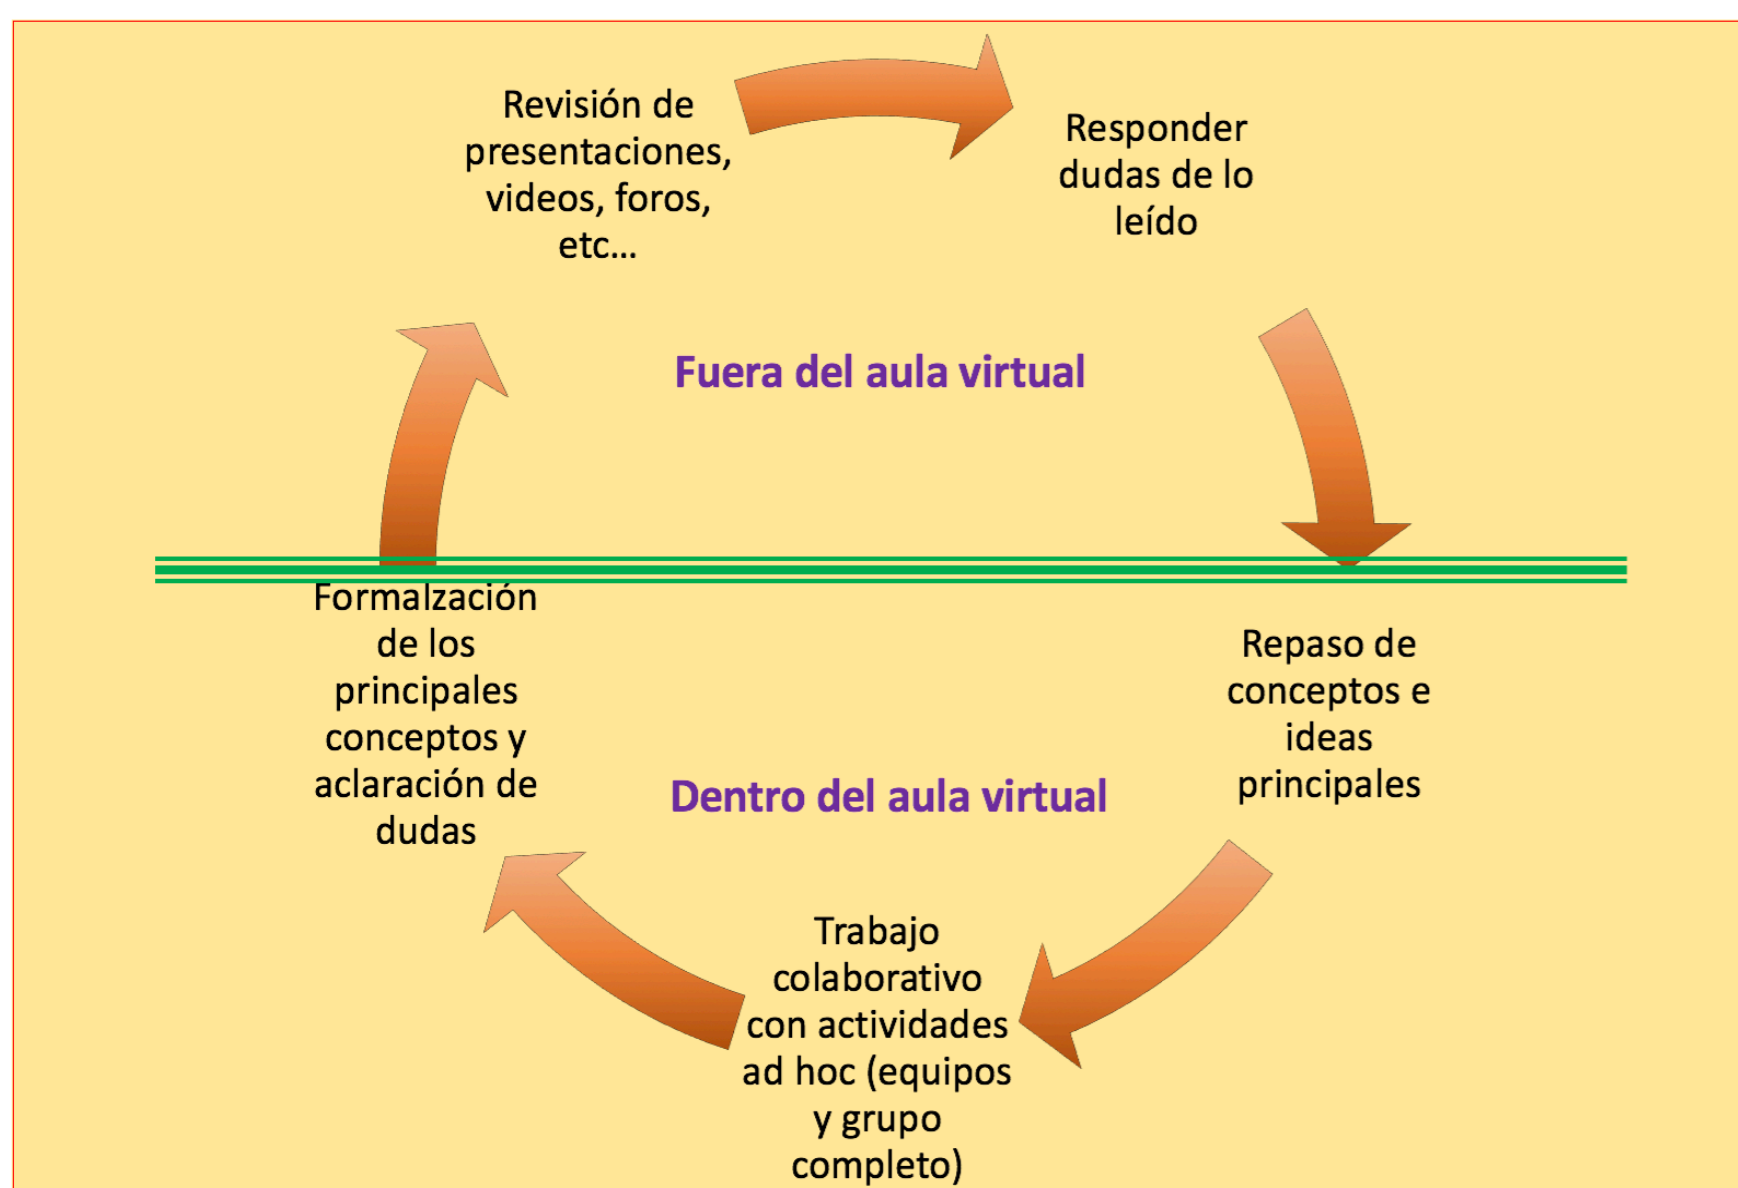 Revisión de
presentaciones,
videos, foros,
etc...
Responder
dudas de lo
leído
Fuera del aula virtual
Formalzación
de los
principales
conceptos y
aclaración de
dudas
Repaso de
conceptos e
ideas
principales
Dentro del aula virtual
Trabajo
colaborativo
con actividades
ad hoc (equipos
y grupo
completo)